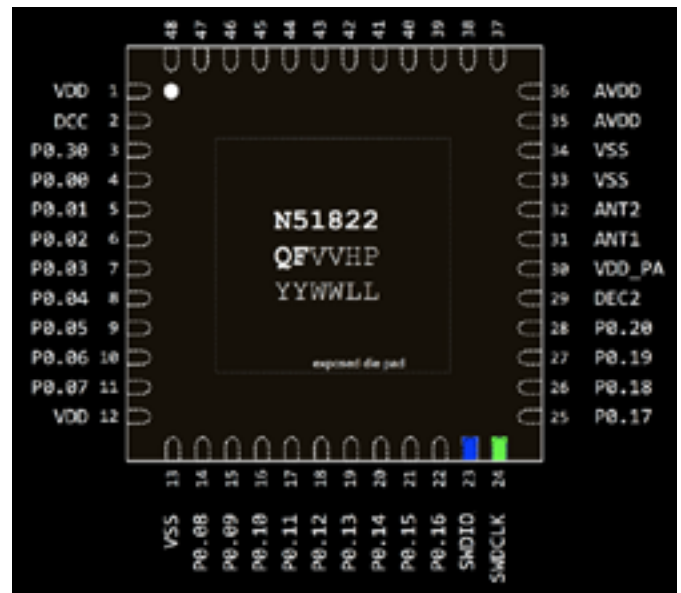 48 47 46 45 44 43 42 41 40 39 38 37
VDD 1
DCC 2
P0.30 3
P0.00 4
P0.01 5
P0.02 6
P0.03 7
P0.04 8
P0.05 9
P0.06 10
P0.07 11
VDD 12
N51822
QFVVHP
YYWWLL
exposed die pad
36 AVDD
35 AVDD
34 VSS
33 VSS
32 ANT2
31 ANT1
30 VDD_PA
29 DEC2
28 P0.20
27 P0.19
26 P0.18
25 P0.17
13 14 15 16 17 18 19 20 21 22 23 24
VSS P0.08 P0.09 P0.10 P0.11 P0.12 P0.13 P0.14 P0.15 P0.16 SWDIO SWDCLK